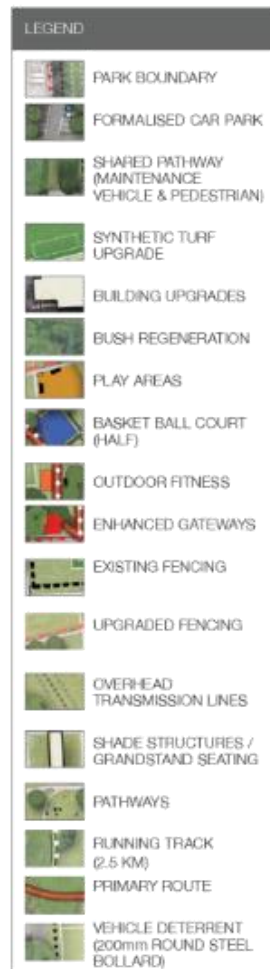 LEGEND
PARK BOUNDARY
FORMALISED CAR PARK
SHARED PATHWAY
(MAINTENANCE
VEHICLE & PEDESTRIAN)
SYNTHETIC TURF
UPGRADE
BUILDING UPGRADES
BUSH REGENERATION
PLAY AREAS
BASKET BALL COURT
(HALF)
OUTDOOR FITNESS
ENHANCED GATEWAYS
EXISTING FENCING
UPGRADED FENCING
OVERHEAD
TRANSMISSION LINES
SHADE STRUCTURES /
GRANDSTAND SEATING
PATHWAYS
RUNNING TRACK
(2.5 KM)
PRIMARY ROUTE
VEHICLE DETERRENT
(200mm ROUND STEEL
BOLLARD)